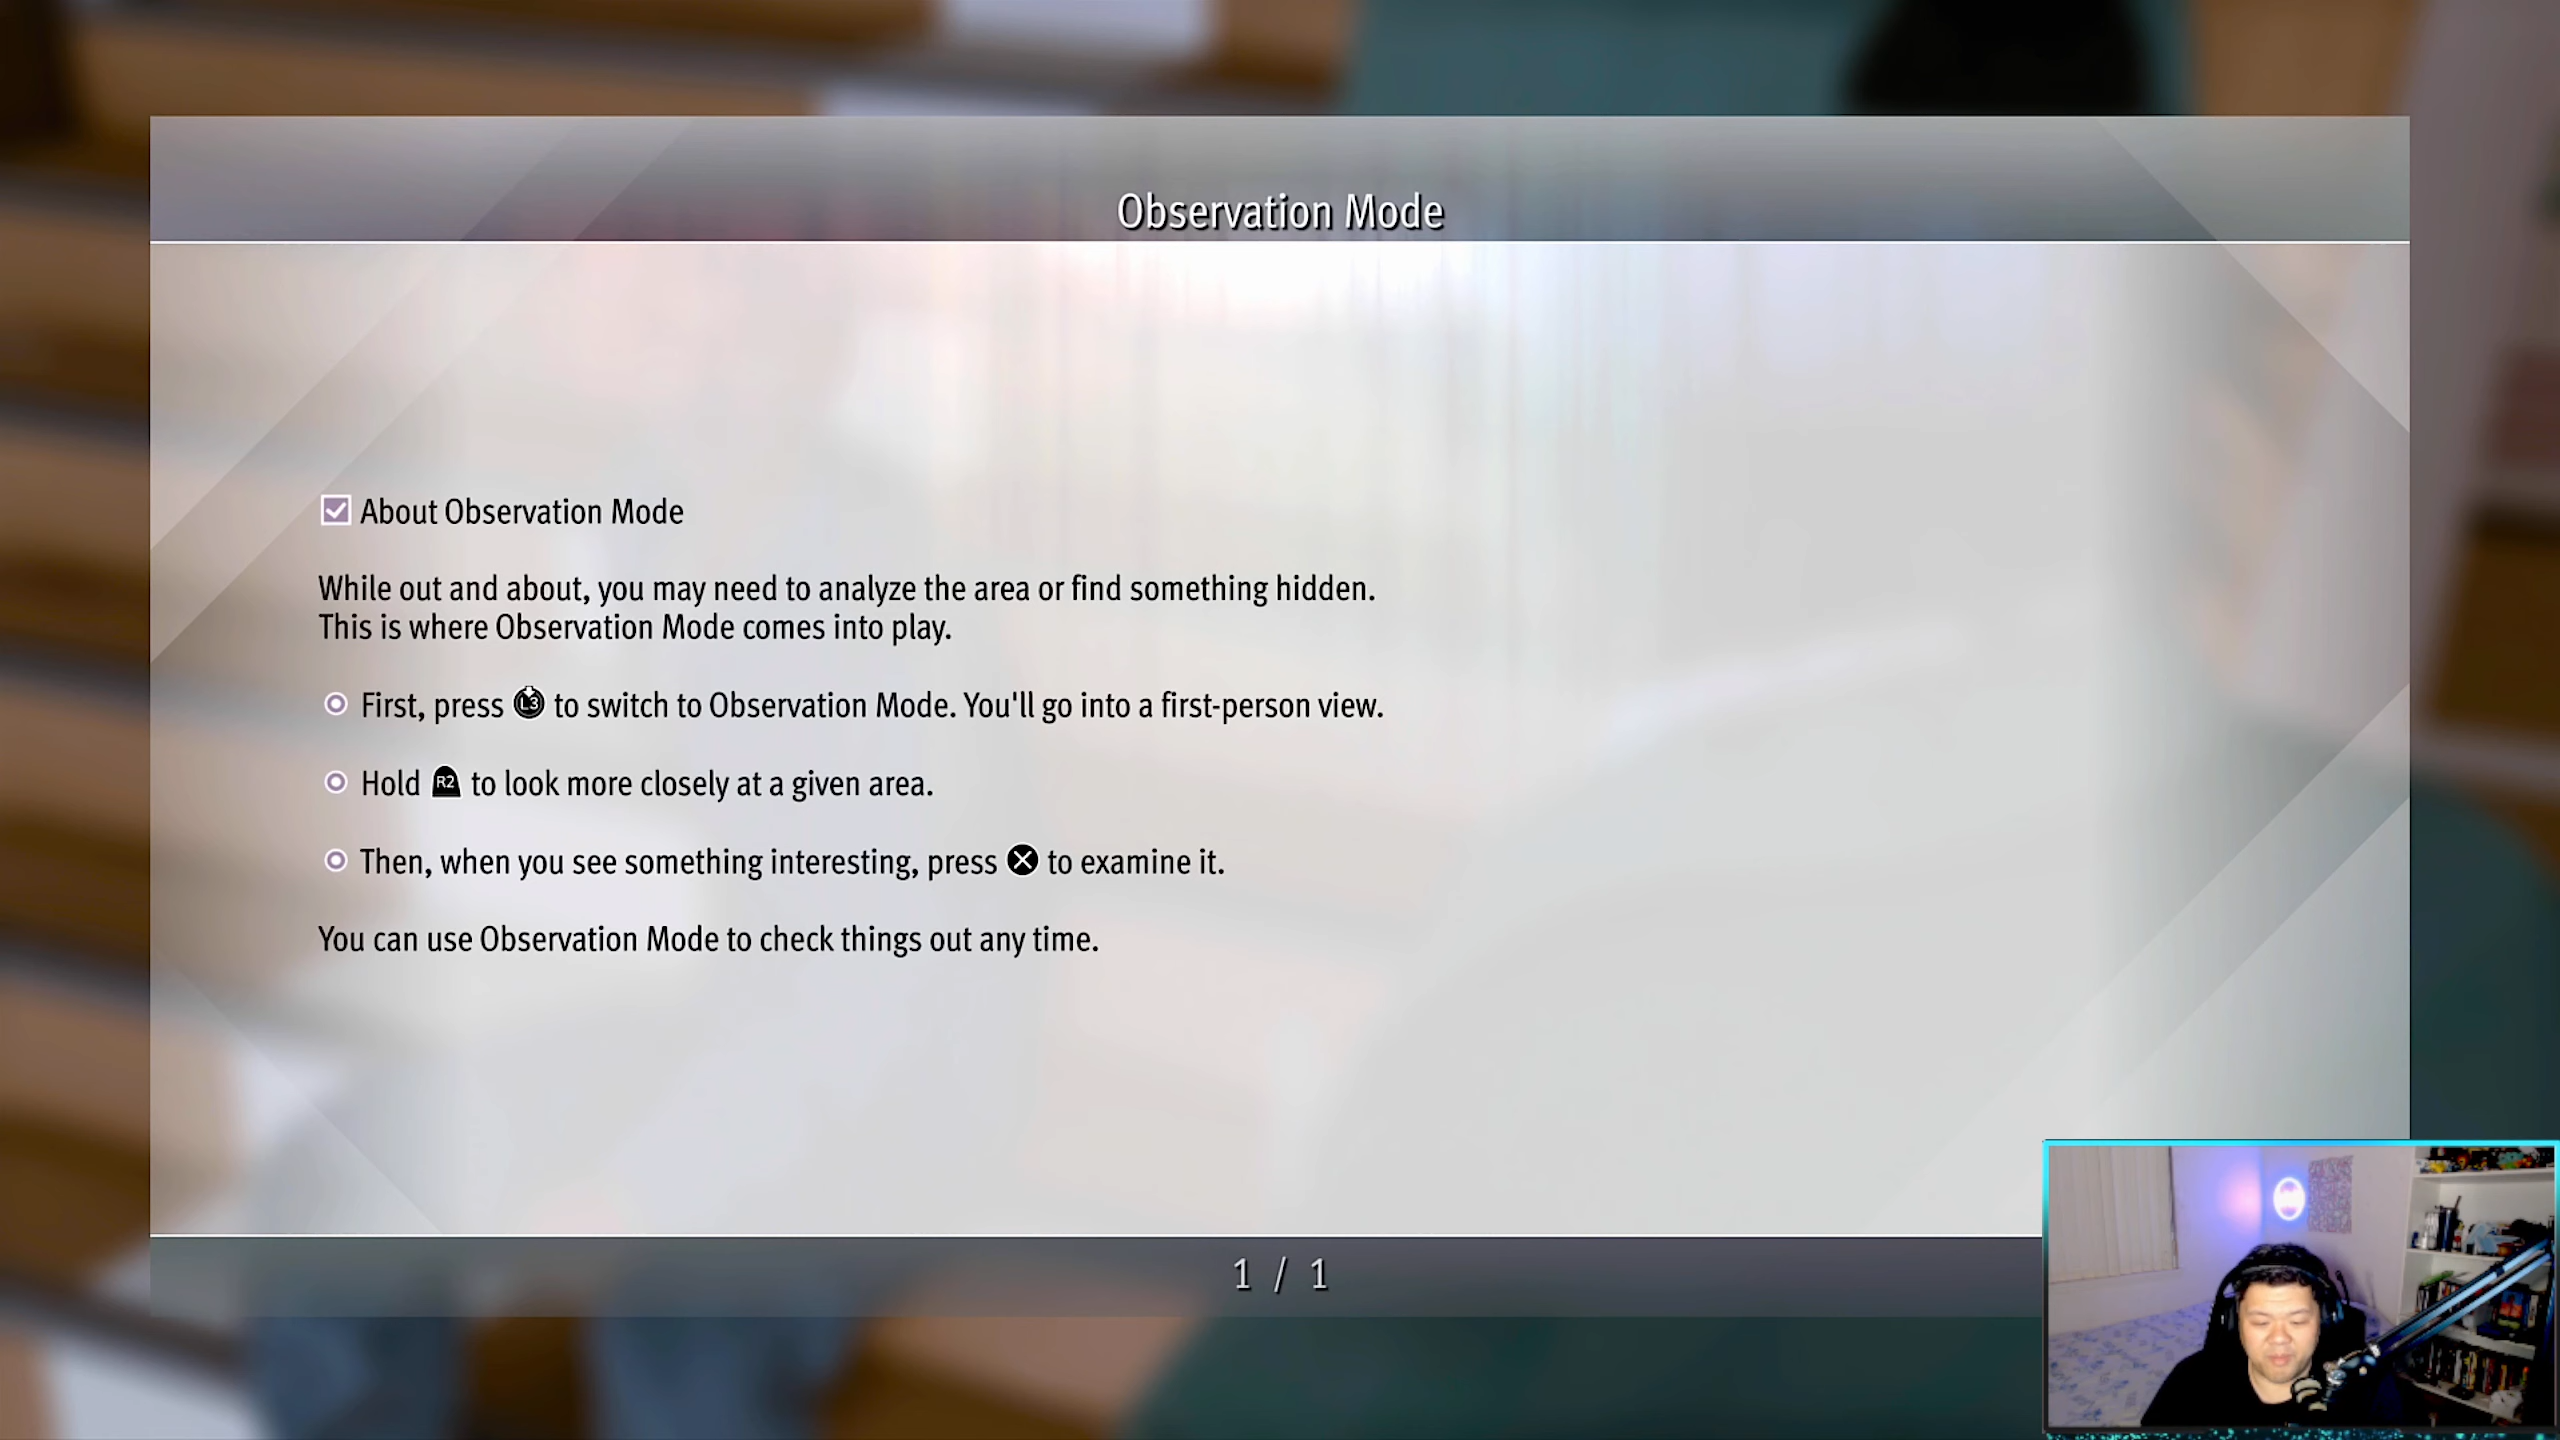 Observation Mode
About Observation Mode
While out and about, you may need to analyze the area or find something hidden.
This is where Observation Mode comes into play.
First, press L3 to switch to Observation Mode. You'll go into a first-person view.
Hold R2 to look more closely at a given area.
Then, when you see something interesting, press to examine it.
You can use Observation Mode to check things out any time.
1 / 1